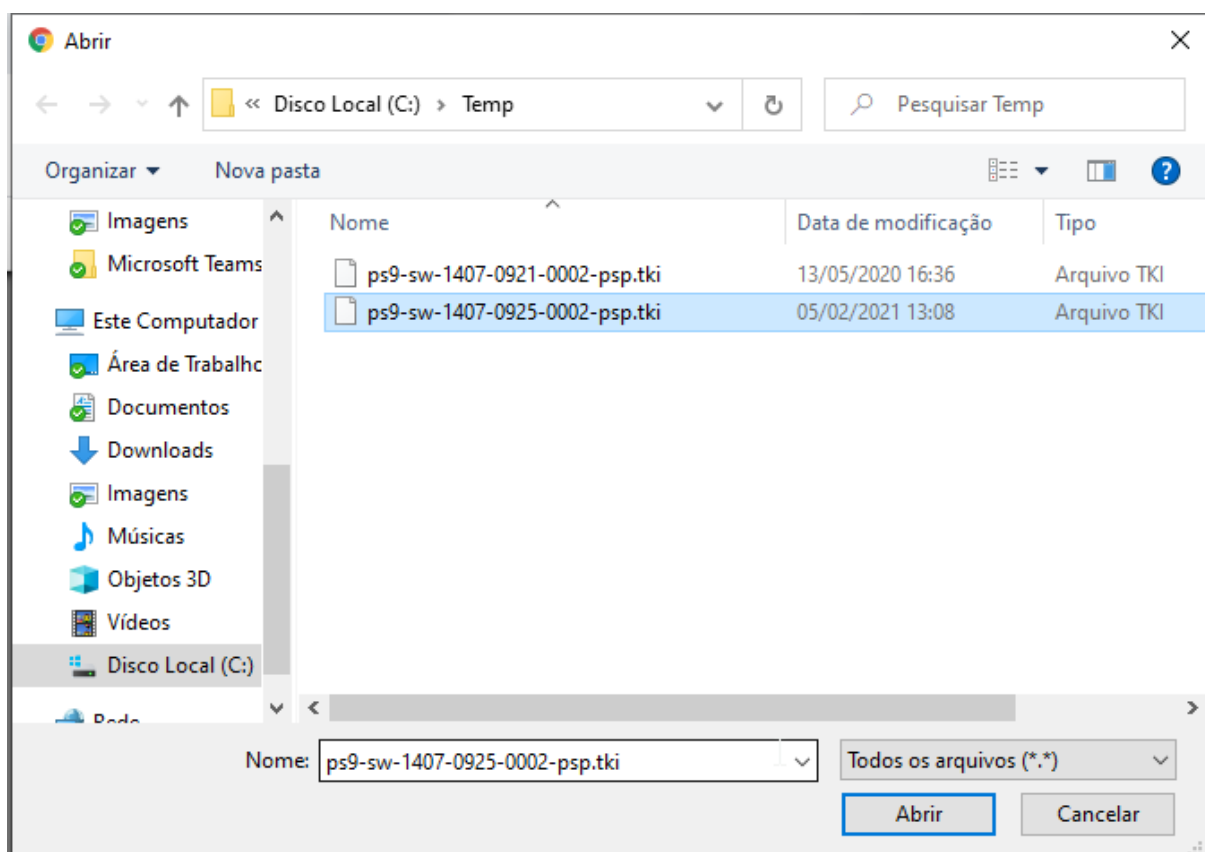 Abrir
« Disco Local (C:) › Temp
Pesquisar Temp
Organizar
Nova pasta
Imagens
Microsoft Teams
Este Computador
Área de Trabalho
Documentos
Downloads
Imagens
Músicas
Objetos 3D
Vídeos
Disco Local (C:)
Rede
Nome Data de modificação Tipo
ps9-sw-1407-0921-0002-psp.tki 13/05/2020 16:36 Arquivo TKI
ps9-sw-1407-0925-0002-psp.tki 05/02/2021 13:08 Arquivo TKI
Nome: ps9-sw-1407-0925-0002-psp.tki
Todos os arquivos (*.*)
Abrir
Cancelar